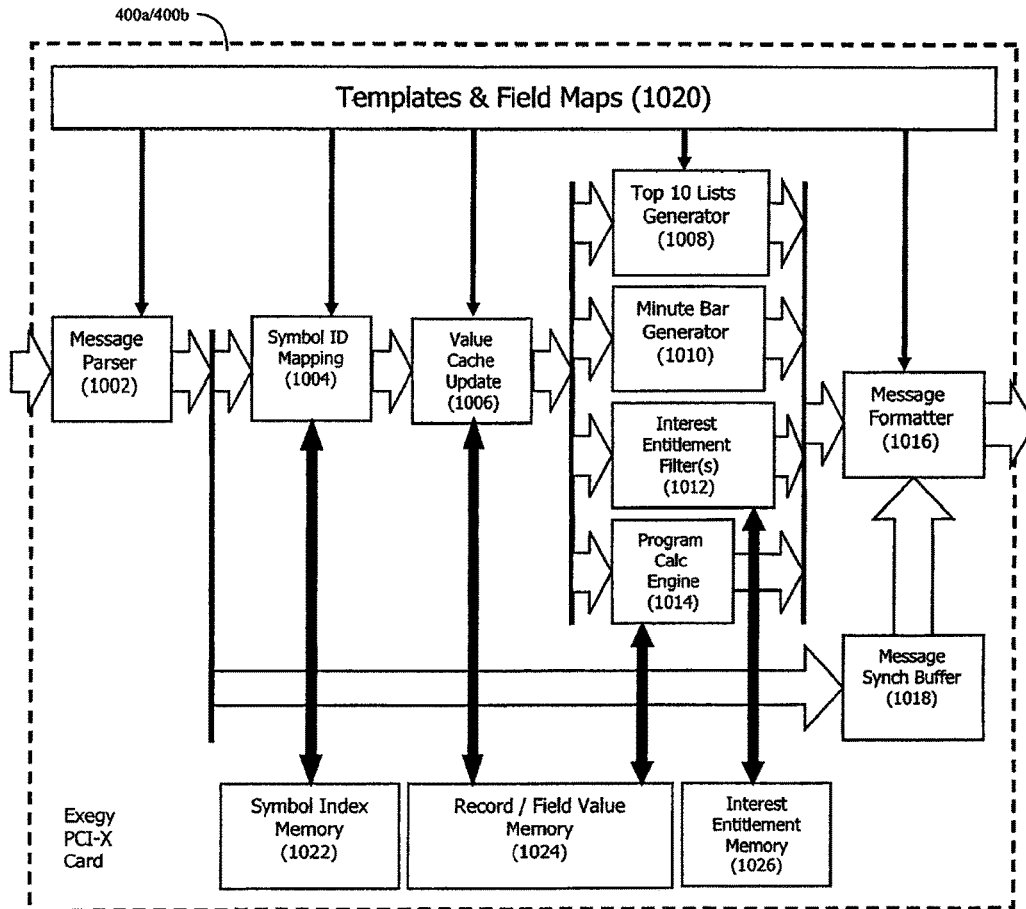 400a/400b
Templates & Field Maps (1020)
Message
Parser
(1002)
Symbol ID
Mapping
(1004)
Value
Cache
Update
(1006)
Top 10 Lists
Generator
(1008)
Minute Bar
Generator
(1010)
Interest
Entitlement
Filter(s)
(1012)
Program
Calc
Engine
(1014)
Message
Formatter
(1016)
Message
Synch Buffer
(1018)
Exegy
PCI-X
Card
Symbol Index
Memory
(1022)
Record / Field Value
Memory
(1024)
Interest
Entitlement
Memory
(1026)